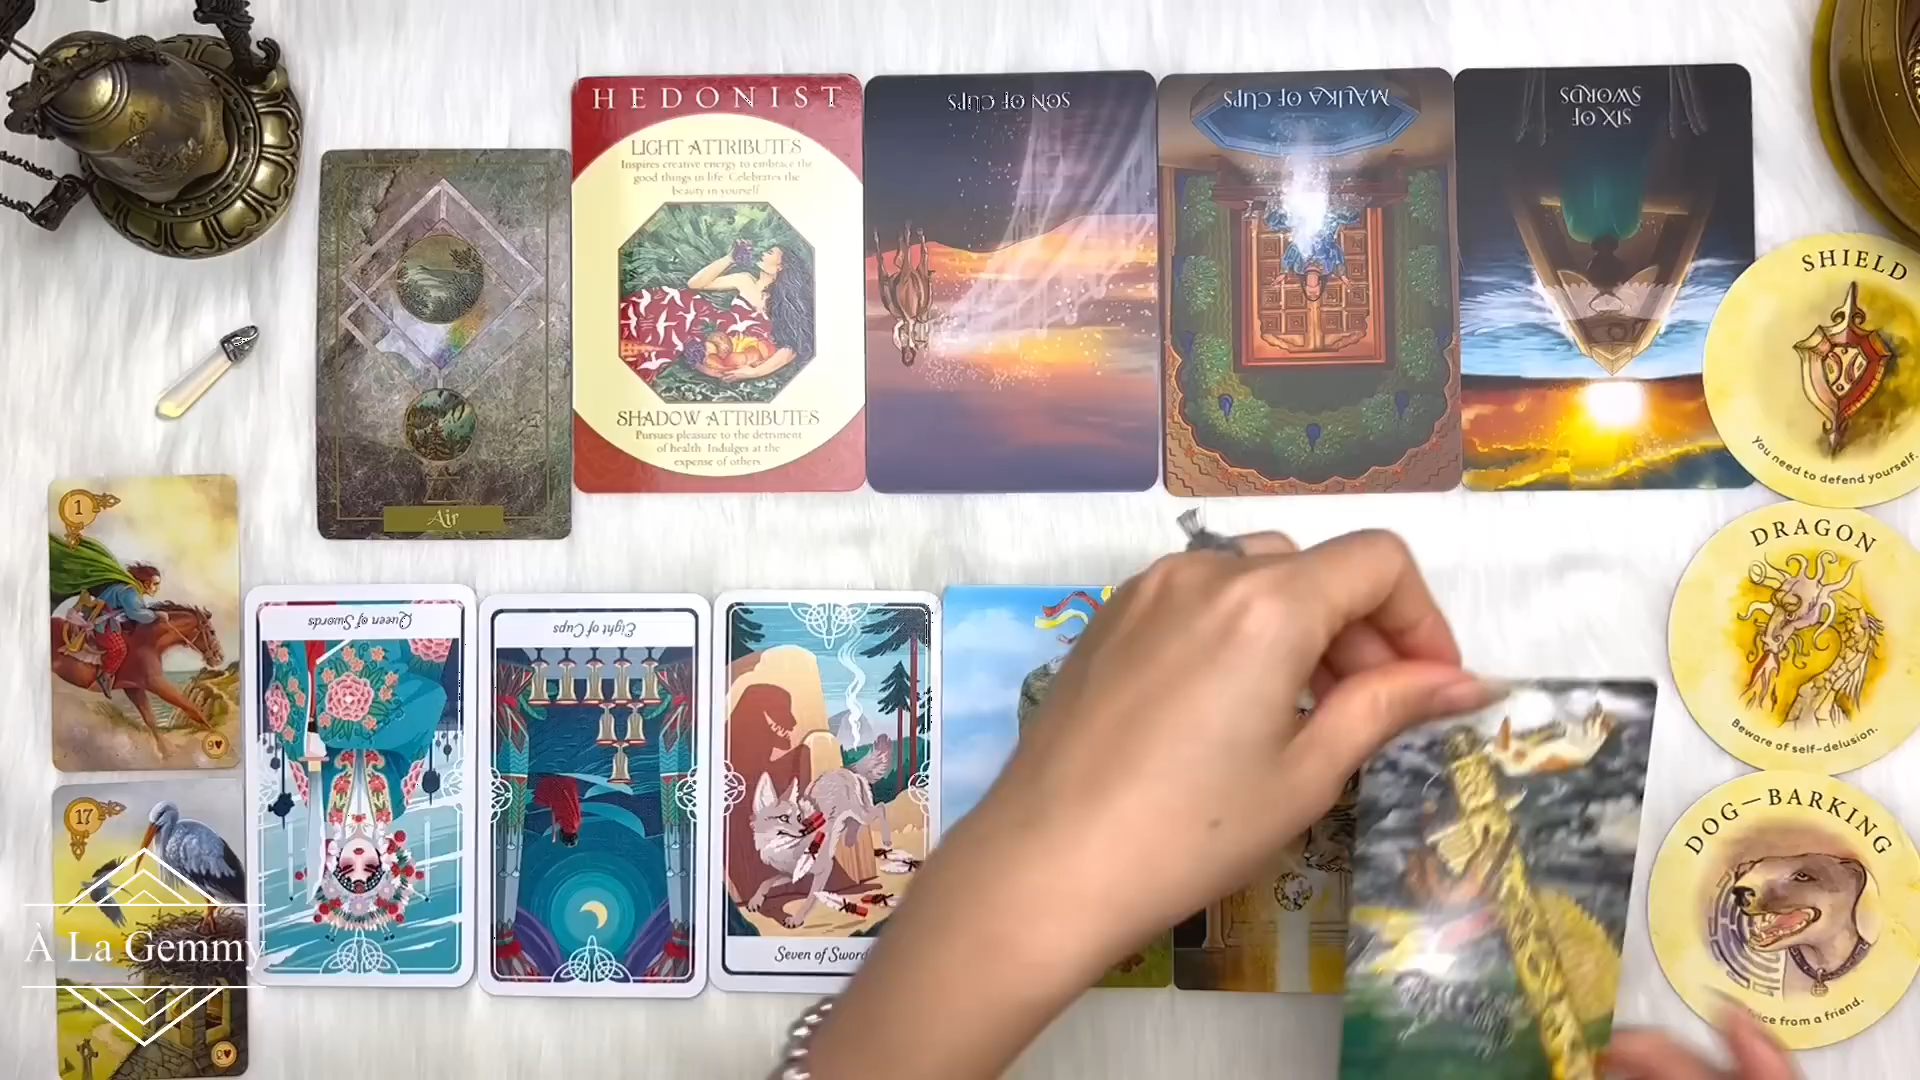 HEDONIST
LIGHT ATTRIBUTES
Inspires creative energy to embrace the
good things in life. Celebrates the
beauty in yourself.
SHADOW ATTRIBUTES
Pursues pleasure to the detriment
of health. Indulges at the
expense of others.
SON OF CUPS
MALIKA OF CUPS
SIX OF
SWORDS
SHIELD
You need to defend yourself.
Air
1
9
DRAGON
Beware of self-delusion.
Queen of Swords
Eight of Cups
Seven of Sword
17
À La Gemmy
DOG-BARKING
from a friend.